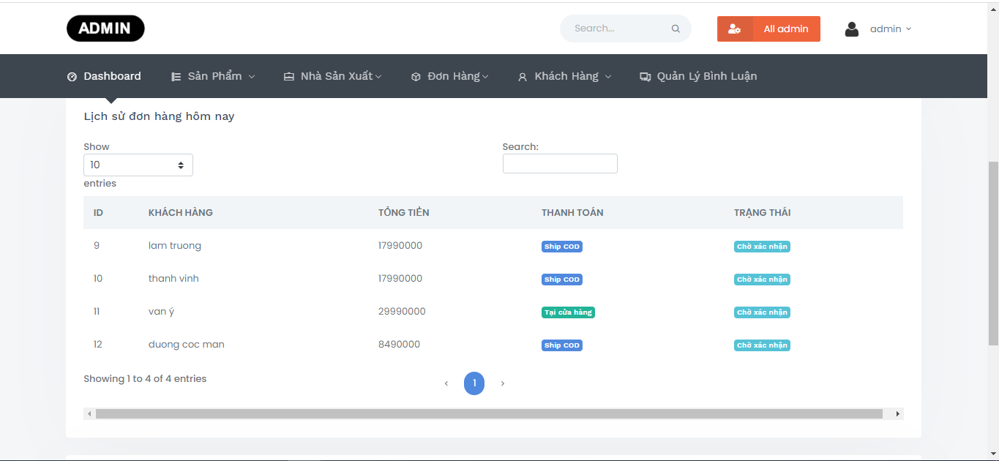 ADMIN
Search...
All admin
admin
Dashboard
Sản Phẩm
Nhà Sản Xuất
Đơn Hàng
Khách Hàng
Quản Lý Bình Luận
Lịch sử đơn hàng hôm nay
Show
10
entries
Search:
ID KHÁCH HÀNG TỔNG TIỀN THANH TOÁN TRẠNG THÁI
9 lam truong 17990000 Ship COD Chờ xác nhận
10 thanh vinh 17990000 Ship COD Chờ xác nhận
11 van ý 29990000 Tại cửa hàng Chờ xác nhận
12 duong coc man 8490000 Ship COD Chờ xác nhận
Showing 1 to 4 of 4 entries
‹ 1 ›